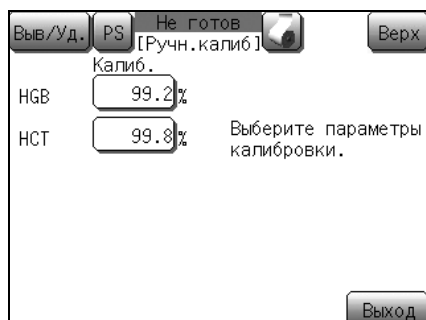 Выв/Уд. PS Не готов Верх
[Ручн.калиб]
Калиб.
HGB 99.2 %
HCT 99.8 % Выберите параметры
калибровки.
Выход